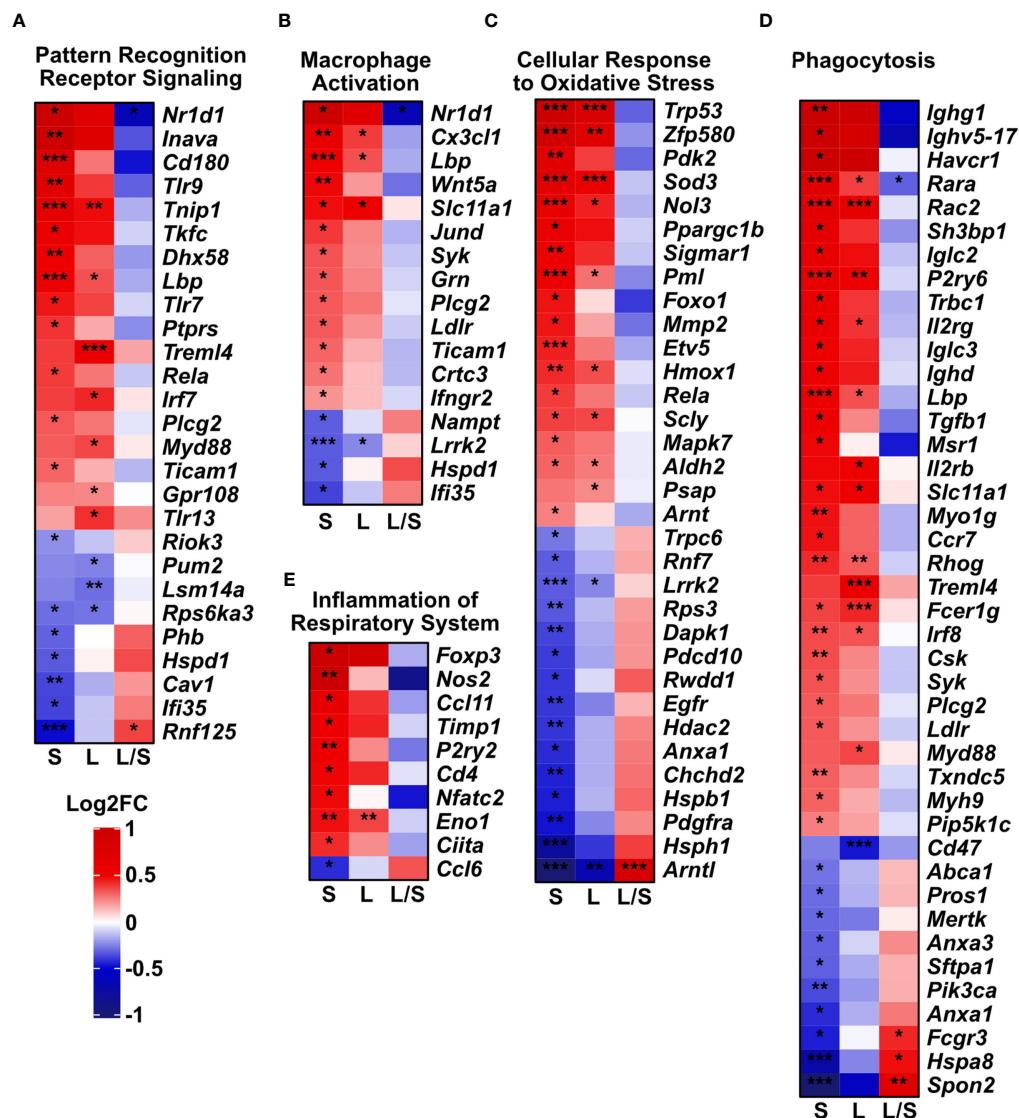 A
Pattern Recognition
Receptor Signaling
* * Nr1d1
** Inava
*** Cd180
** Tlr9
*** ** Tnip1
* Tkfc
** Dhx58
*** * Lbp
* Tlr7
* Ptprs
*** Treml4
* Rela
* Irf7
* Plcg2
* Myd88
* Ticam1
* Gpr108
* Tlr13
* Riok3
* Pum2
** Lsm14a
* * Rps6ka3
* Phb
* Hspd1
** Cav1
* Ifi35
*** * Rnf125
S L L/S
Log2FC
1
0.5
0
-0.5
-1
B
Macrophage
Activation
* * Nr1d1
** * Cx3cl1
*** * Lbp
** Wnt5a
* * Slc11a1
* Jund
* Syk
* Grn
* Plcg2
* Ldlr
* Ticam1
* Crtc3
* Ifngr2
* Nampt
*** * Lrrk2
* Hspd1
* Ifi35
S L L/S
E
Inflammation of
Respiratory System
* Foxp3
** Nos2
* Ccl11
* Timp1
** P2ry2
* Cd4
* Nfatc2
** ** Eno1
* Ciita
* Ccl6
S L L/S
C
Cellular Response
to Oxidative Stress
*** *** Trp53
*** ** Zfp580
** Pdk2
*** *** Sod3
*** * Nol3
* Ppargc1b
** Sigmar1
*** * Pml
* Foxo1
* Mmp2
*** Etv5
** * Hmox1
* Rela
* * Scly
* Mapk7
* * Aldh2
* Psap
* Arnt
* Trpc6
* Rnf7
*** * Lrrk2
** Rps3
** Dapk1
* Pdcd10
* Rwdd1
** Egfr
** Hdac2
* Anxa1
** Chchd2
* Hspb1
** Pdgfra
*** Hsph1
*** ** *** Arntl
S L L/S
D
Phagocytosis
** Ighg1
* Ighv5-17
* Havcr1
*** * * Rara
*** *** Rac2
* Sh3bp1
* Iglc2
*** ** P2ry6
* Trbc1
* * Il2rg
* Iglc3
* Ighd
*** * Lbp
* Tgfb1
* Msr1
* Il2rb
* * Slc11a1
** Myo1g
* Ccr7
** ** Rhog
*** Treml4
* *** Fcer1g
** * Irf8
** Csk
* Syk
* Plcg2
* Ldlr
* Myd88
** Txndc5
* Myh9
* Pip5k1c
*** Cd47
* Abca1
* Pros1
* Mertk
* Anxa3
* Sftpa1
** Pik3ca
* Anxa1
* * Fcgr3
*** * Hspa8
*** ** Spon2
S L L/S